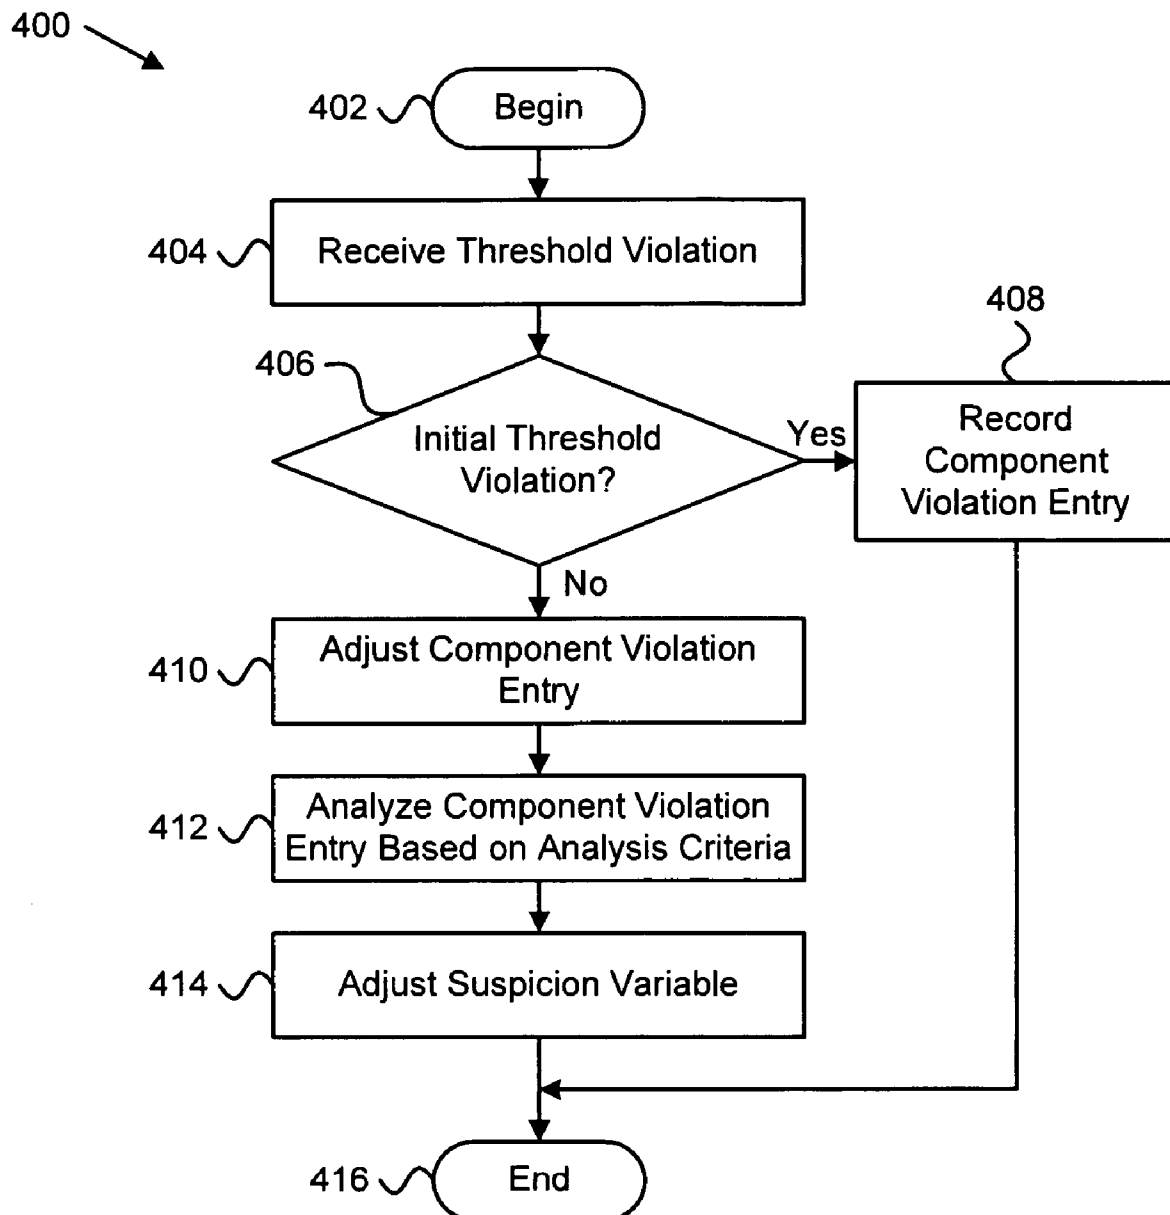 400
402
Begin
404
Receive Threshold Violation
408
406
Initial Threshold
Violation?
Yes
Record
Component
Violation Entry
No
410
Adjust Component Violation
Entry
412
Analyze Component Violation
Entry Based on Analysis Criteria
414
Adjust Suspicion Variable
416
End